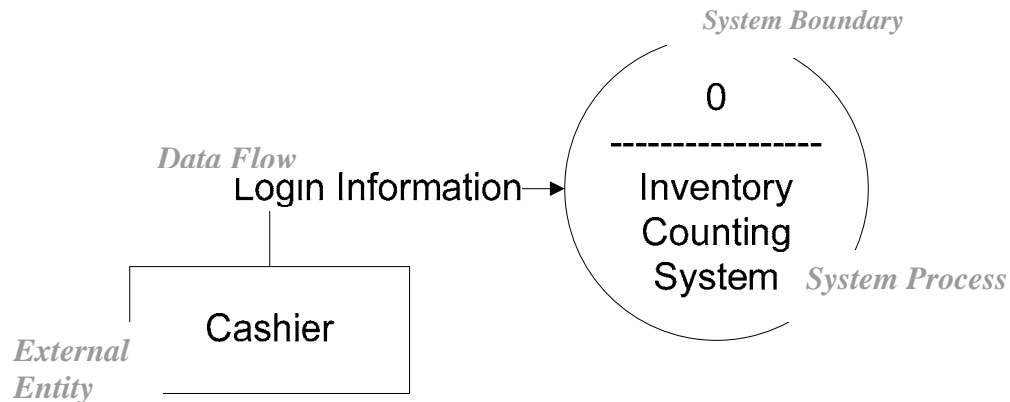 System Boundary
0
-----------------
Data Flow
Login Information
Inventory
Counting
System
System Process
Cashier
External
Entity